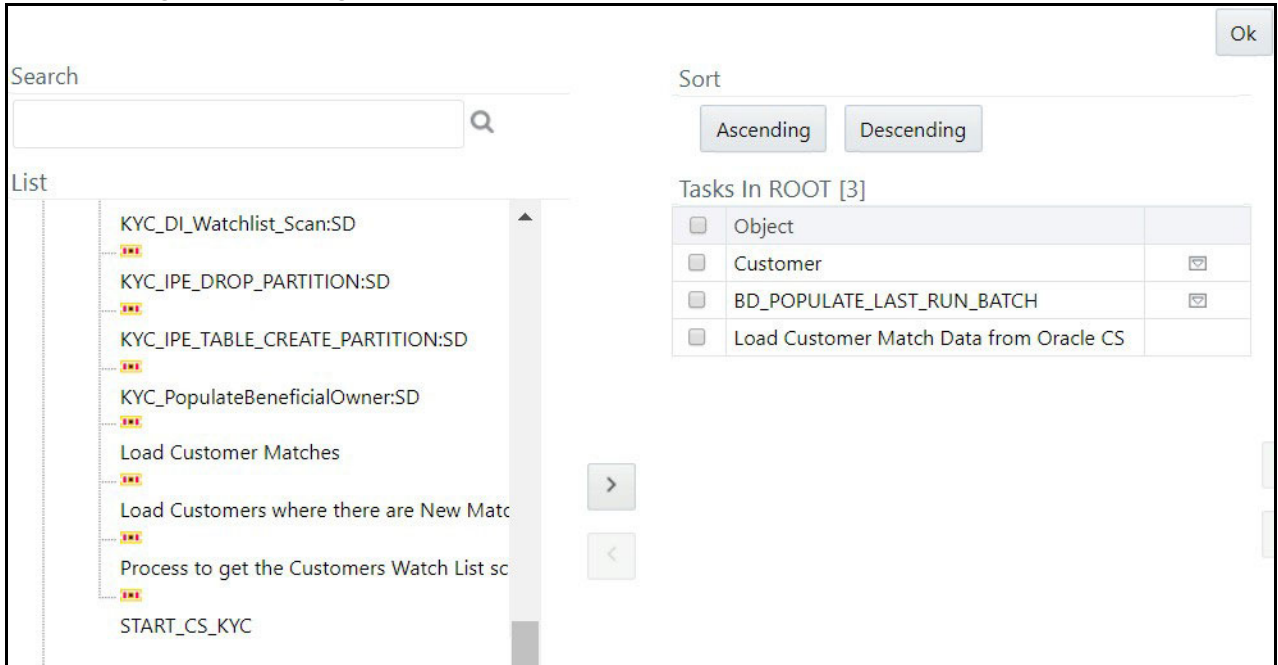 Ok
Search
Sort
Ascending Descending
List
Tasks In ROOT [3]
Object
Customer
BD_POPULATE_LAST_RUN_BATCH
Load Customer Match Data from Oracle CS
KYC_DI_Watchlist_Scan:SD
KYC_IPE_DROP_PARTITION:SD
KYC_IPE_TABLE_CREATE_PARTITION:SD
KYC_PopulateBeneficialOwner:SD
Load Customer Matches
Load Customers where there are New Matc
Process to get the Customers Watch List sc
START_CS_KYC